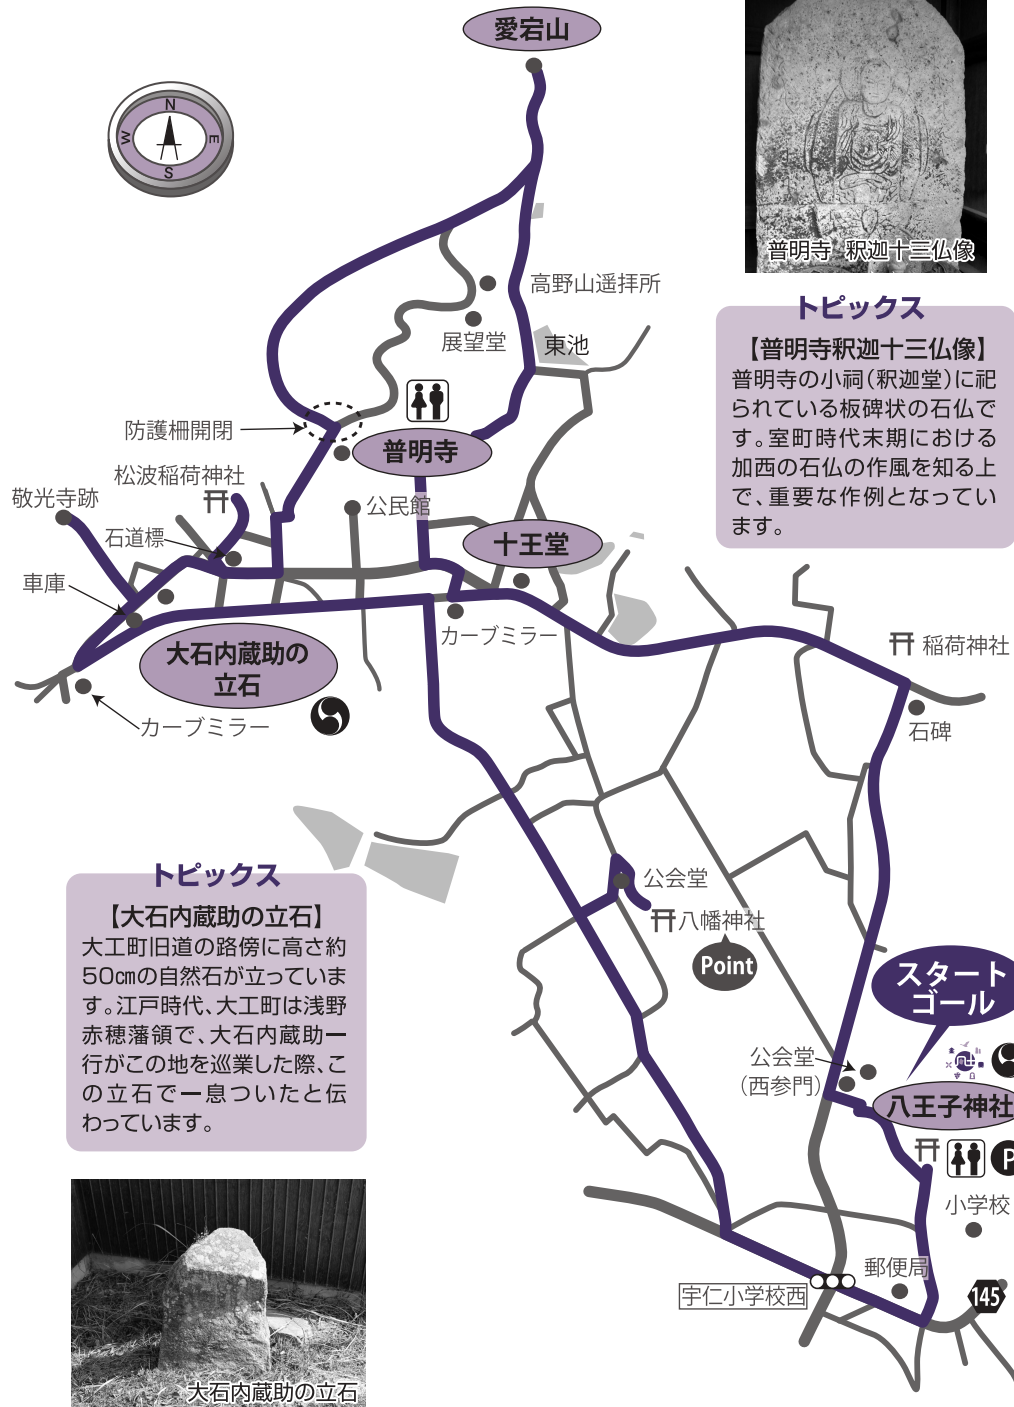 愛宕山
N
W
E
S
普明寺 釈迦十三仏像
高野山遥拝所
展望堂
東池
トピックス
【普明寺釈迦十三仏像】
普明寺の小祠(釈迦堂)に祀
られている板碑状の石仏で
す。室町時代末期における
加西の石仏の作風を知る上
で、重要な作例となってい
ます。
防護柵開閉
普明寺
松波稲荷神社
敬光寺跡
公民館
石道標
十王堂
車庫
カーブミラー
大石内蔵助の
立石
稲荷神社
石碑
カーブミラー
トピックス
【大石内蔵助の立石】
大工町旧道の路傍に高さ約
50㎝の自然石が立っていま
す。江戸時代、大工町は浅野
赤穂藩領で、大石内蔵助一
行がこの地を巡業した際、こ
の立石で一息ついたと伝
わっています。
公会堂
八幡神社
Point
スタート
ゴール
公会堂
(西参門)
八王子神社
P
小学校
郵便局
宇仁小学校西
145
大石内蔵助の立石